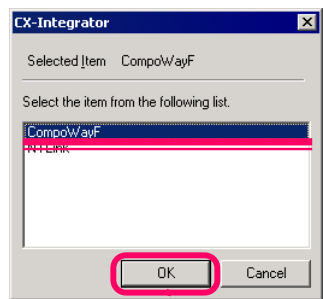 CX-Integrator
Selected Item CompoWayF
Select the item from the following list.
CompoWayF
OK Cancel